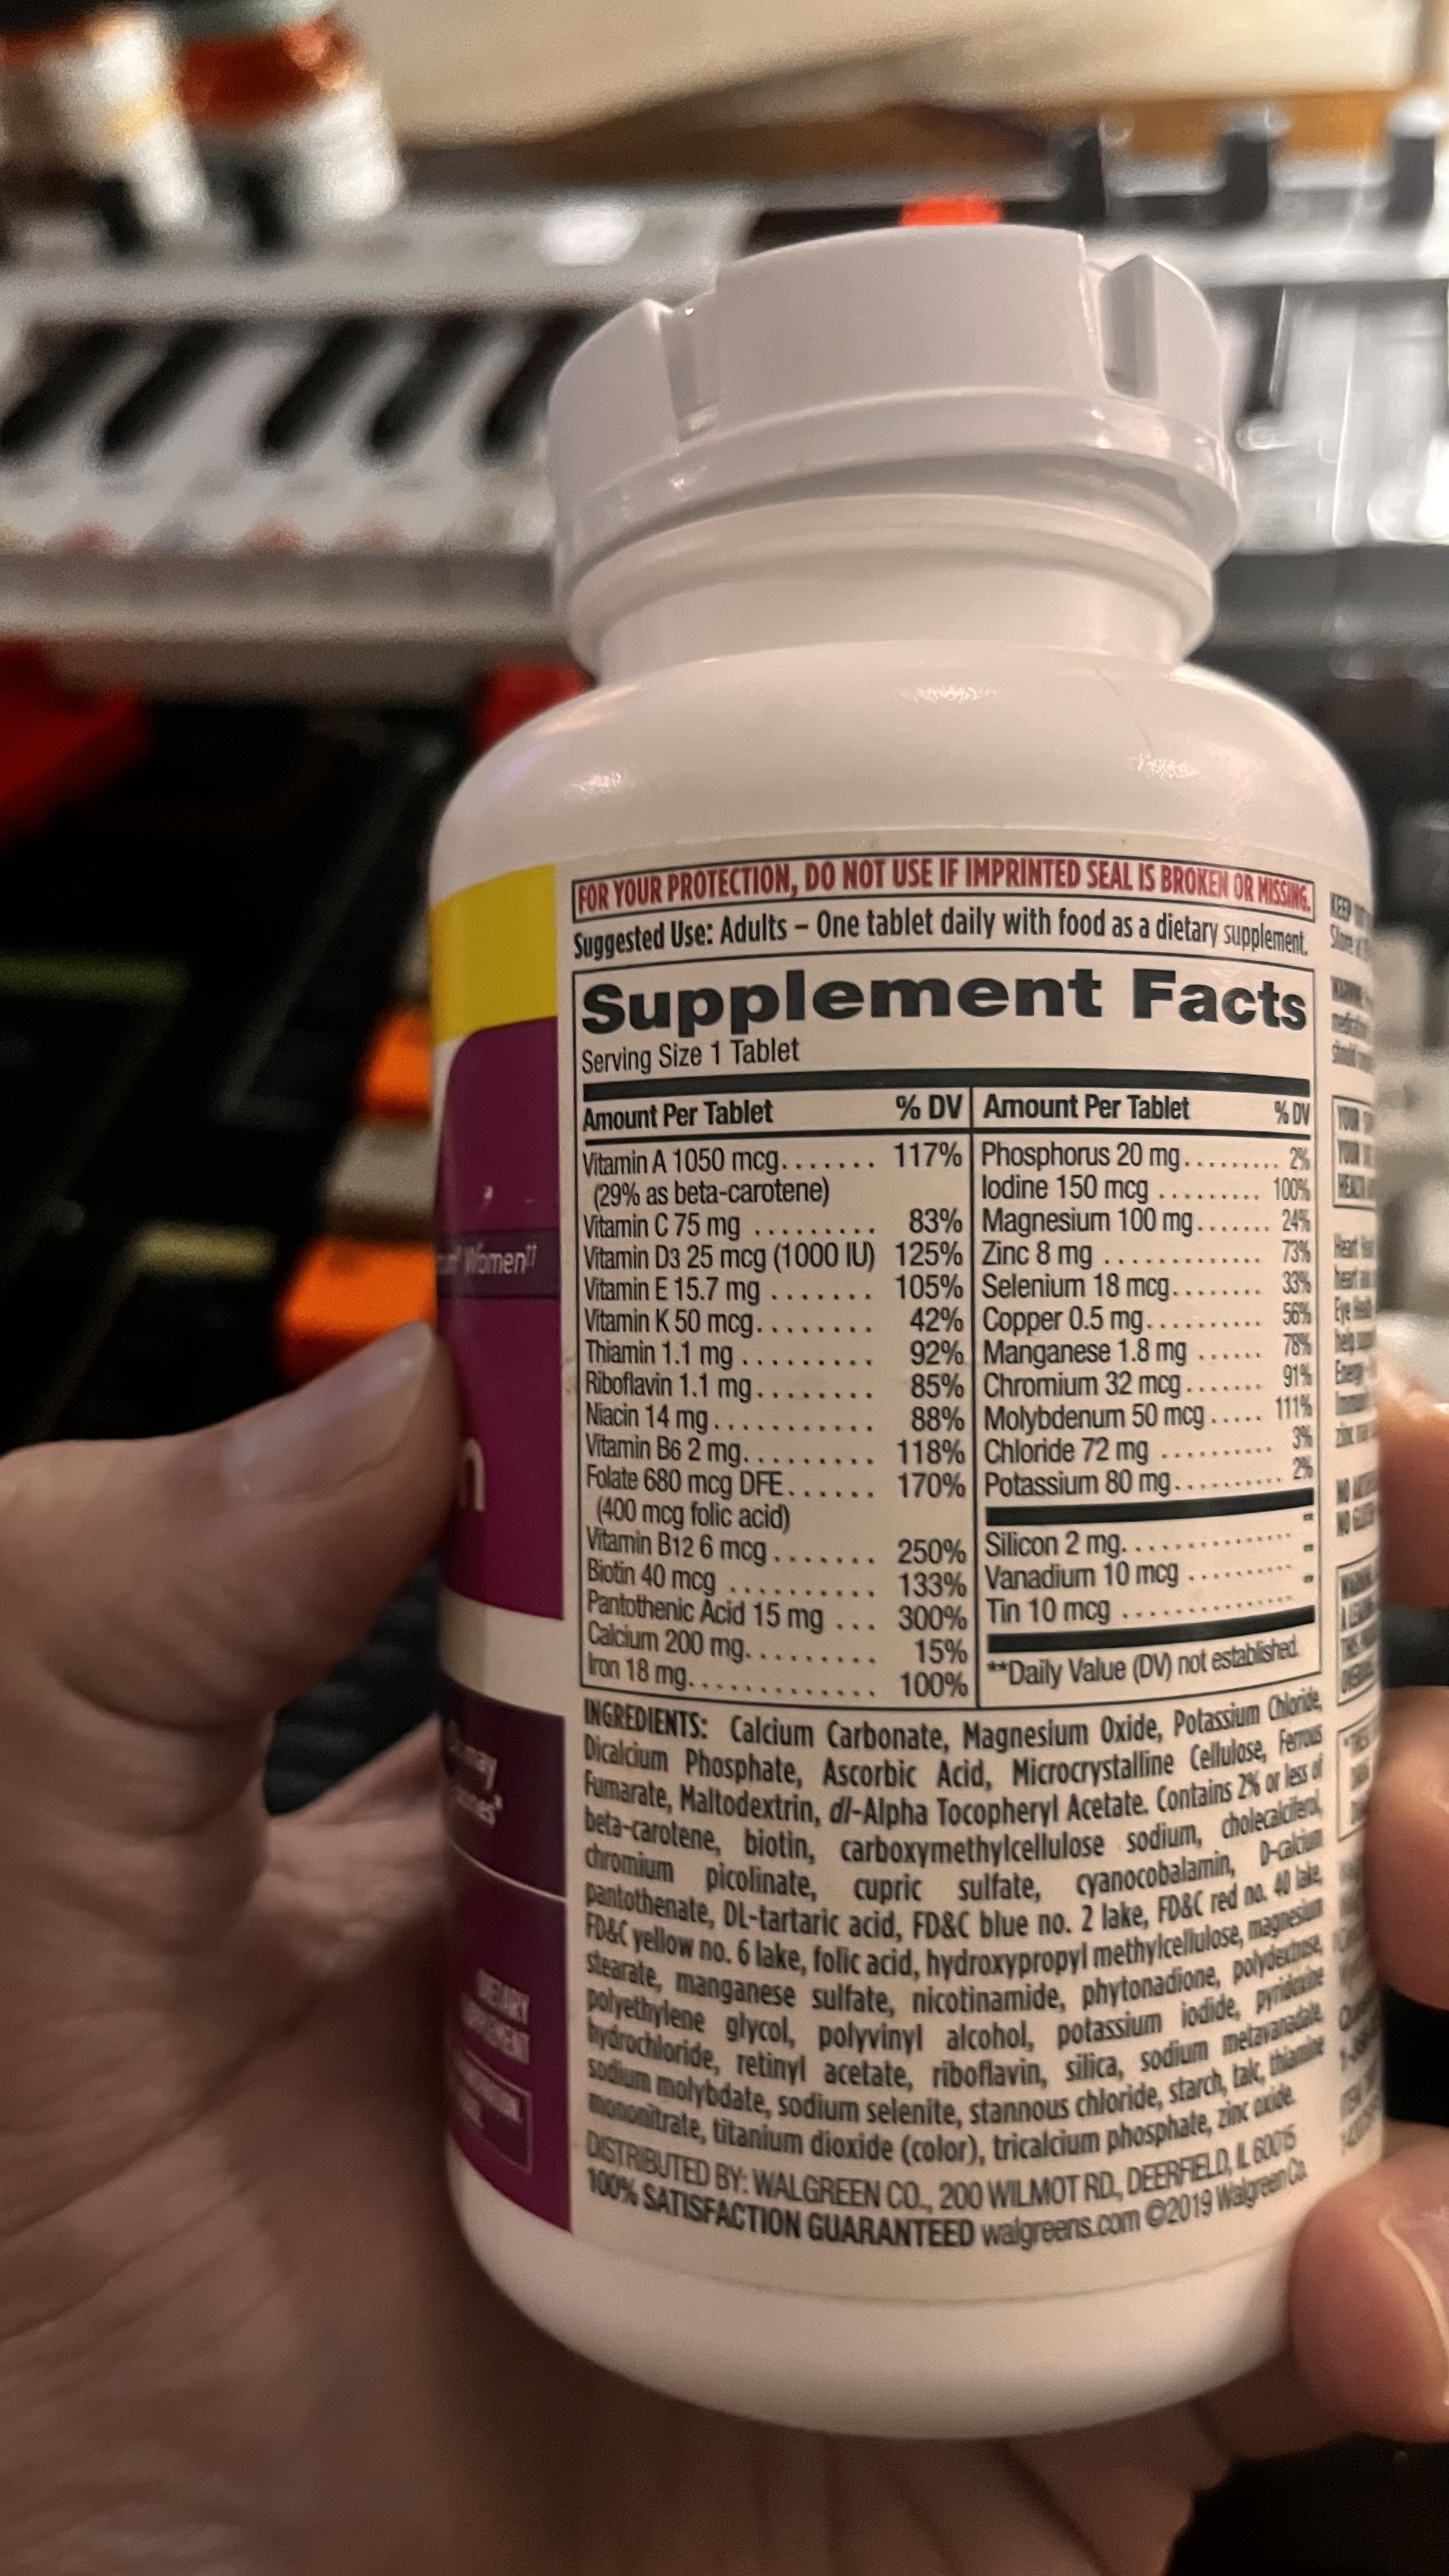 FOR YOUR PROTECTION, DO NOT USE IF IMPRINTED SEAL IS BROKEN OR MISSING.
Suggested Use: Adults – One tablet daily with food as a dietary supplement.
Supplement Facts
Serving Size 1 Tablet
Amount Per Tablet % DV
Vitamin A 1050 mcg....... 117%
(29% as beta-carotene)
Vitamin C 75 mg ......... 83%
Vitamin D3 25 mcg (1000 IU) 125%
Vitamin E 15.7 mg ....... 105%
Vitamin K 50 mcg........ 42%
Thiamin 1.1 mg ......... 92%
Riboflavin 1.1 mg........ 85%
Niacin 14 mg........... 88%
Vitamin B6 2 mg......... 118%
Folate 680 mcg DFE...... 170%
(400 mcg folic acid)
Vitamin B12 6 mcg....... 250%
Biotin 40 mcg .......... 133%
Pantothenic Acid 15 mg ... 300%
Calcium 200 mg......... 15%
Iron 18 mg............. 100%
Amount Per Tablet % DV
Phosphorus 20 mg......... 2%
Iodine 150 mcg ......... 100%
Magnesium 100 mg....... 24%
Zinc 8 mg ............. 73%
Selenium 18 mcg........ 33%
Copper 0.5 mg.......... 56%
Manganese 1.8 mg ...... 78%
Chromium 32 mcg....... 91%
Molybdenum 50 mcg ..... 111%
Chloride 72 mg .......... 3%
Potassium 80 mg.......... 2%
Silicon 2 mg.............. **
Vanadium 10 mcg .......... **
Tin 10 mcg .............. **
**Daily Value (DV) not established.
INGREDIENTS: Calcium Carbonate, Magnesium Oxide, Potassium Chloride,
Dicalcium Phosphate, Ascorbic Acid, Microcrystalline Cellulose, Ferrous
Fumarate, Maltodextrin, dl-Alpha Tocopheryl Acetate. Contains 2% or less of
beta-carotene, biotin, carboxymethylcellulose sodium, cholecalciferol,
chromium picolinate, cupric sulfate, cyanocobalamin, D-calcium
pantothenate, DL-tartaric acid, FD&C blue no. 2 lake, FD&C red no. 40 lake,
FD&C yellow no. 6 lake, folic acid, hydroxypropyl methylcellulose, magnesium
stearate, manganese sulfate, nicotinamide, phytonadione, polydextrose,
polyethylene glycol, polyvinyl alcohol, potassium iodide, pyridoxine
hydrochloride, retinyl acetate, riboflavin, silica, sodium metavanadate,
sodium molybdate, sodium selenite, stannous chloride, starch, talc, thiamine
mononitrate, titanium dioxide (color), tricalcium phosphate, zinc oxide.
DISTRIBUTED BY: WALGREEN CO., 200 WILMOT RD., DEERFIELD, IL 60015
100% SATISFACTION GUARANTEED walgreens.com ©2019 Walgreen Co.
Women††
may
DIETARY
SUPPLEMENT
KEEP
WARNING
YOUR
YOUR
HEALTH
Heart
Eye
help
Energy
NO